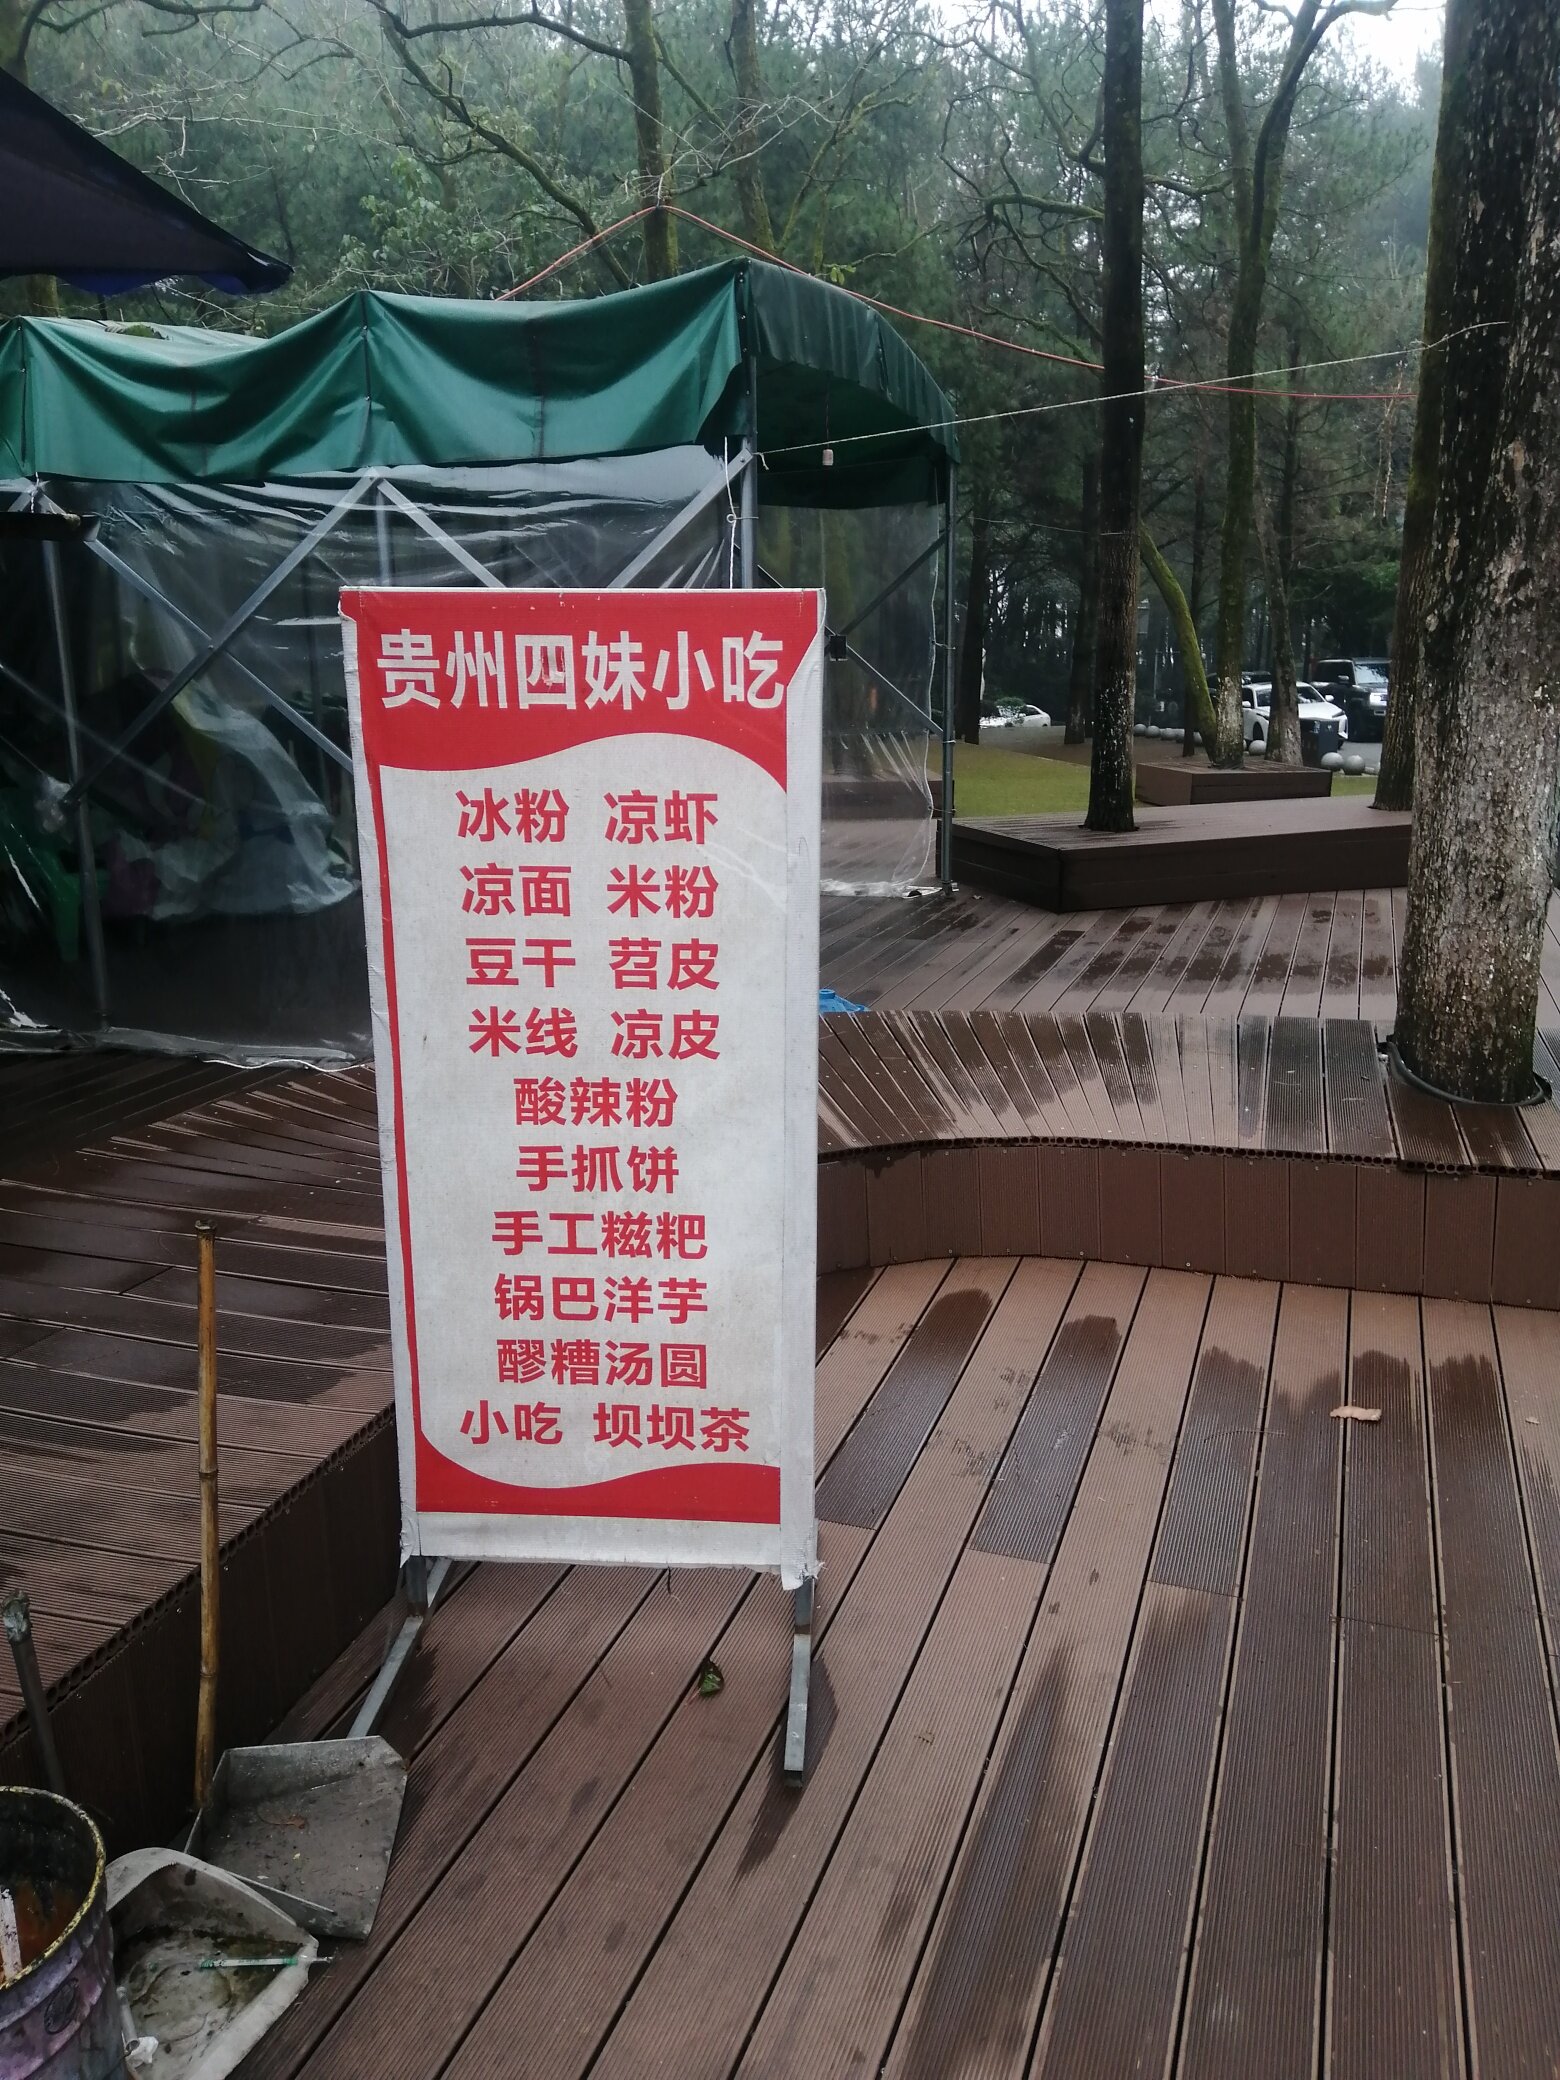 贵州四妹小吃
冰粉 凉虾
凉面 米粉
豆干 苕皮
米线 凉皮
酸辣粉
手抓饼
手工糍粑
锅巴洋芋
醪糟汤圆
小吃 坝坝茶